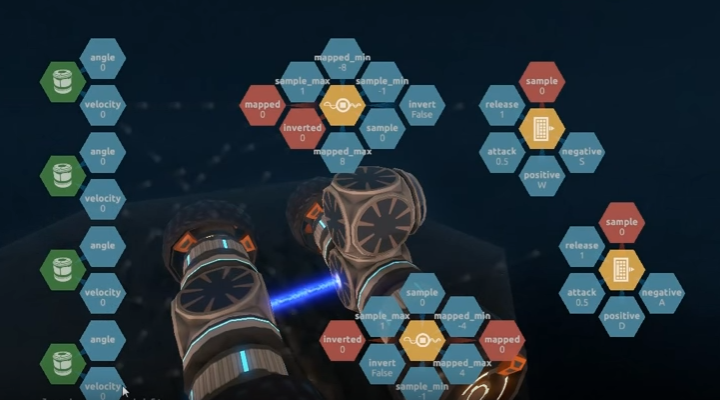 angle
0
velocity
0
angle
0
velocity
0
angle
0
velocity
0
angle
0
velocity
0
mapped_min
-8
sample_max
1
sample_min
-1
mapped
0
invert
False
inverted
0
sample
0
mapped_max
8
sample
0
release
1
attack
0.5
negative
S
positive
W
sample
0
release
1
attack
0.5
negative
A
positive
D
sample
0
sample_max
1
mapped_min
-4
inverted
0
mapped
0
invert
False
mapped_max
4
sample_min
-1